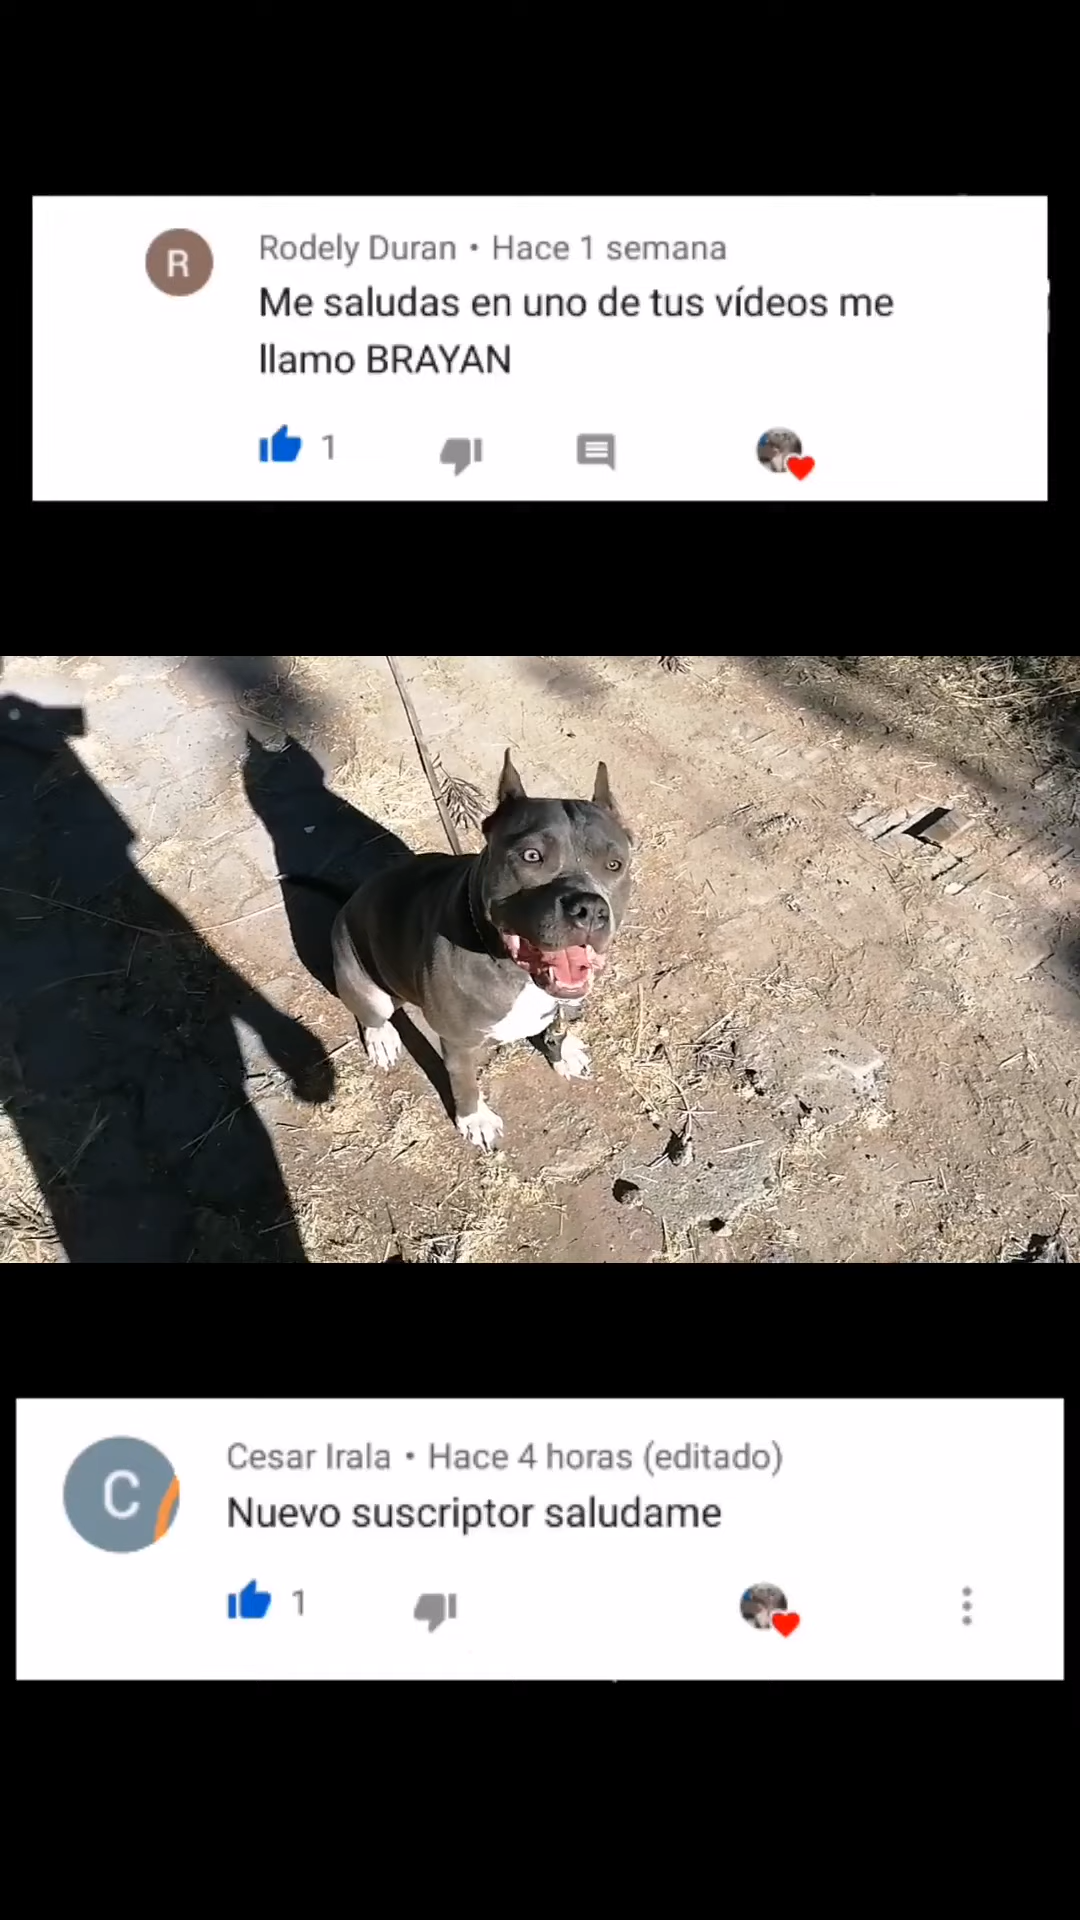 R
Rodely Duran • Hace 1 semana
Me saludas en uno de tus vídeos me
llamo BRAYAN
1
C
Cesar Irala • Hace 4 horas (editado)
Nuevo suscriptor saludame
1